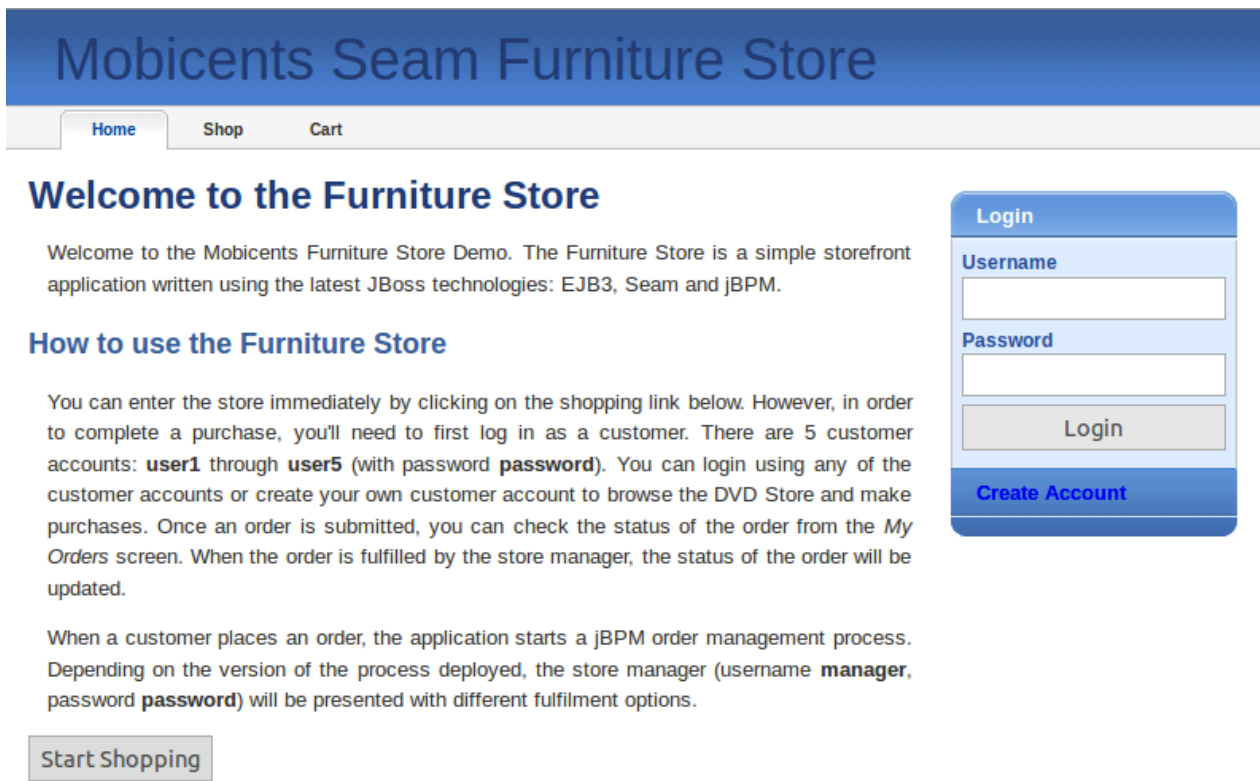 Mobicents Seam Furniture Store
Home Shop Cart
Welcome to the Furniture Store
Welcome to the Mobicents Furniture Store Demo. The Furniture Store is a simple storefront
application written using the latest JBoss technologies: EJB3, Seam and jBPM.
How to use the Furniture Store
You can enter the store immediately by clicking on the shopping link below. However, in order
to complete a purchase, you'll need to first log in as a customer. There are 5 customer
accounts: user1 through user5 (with password password). You can login using any of the
customer accounts or create your own customer account to browse the DVD Store and make
purchases. Once an order is submitted, you can check the status of the order from the My
Orders screen. When the order is fulfilled by the store manager, the status of the order will be
updated.
When a customer places an order, the application starts a jBPM order management process.
Depending on the version of the process deployed, the store manager (username manager,
password password) will be presented with different fulfilment options.
Start Shopping
Login
Username
Password
Login
Create Account